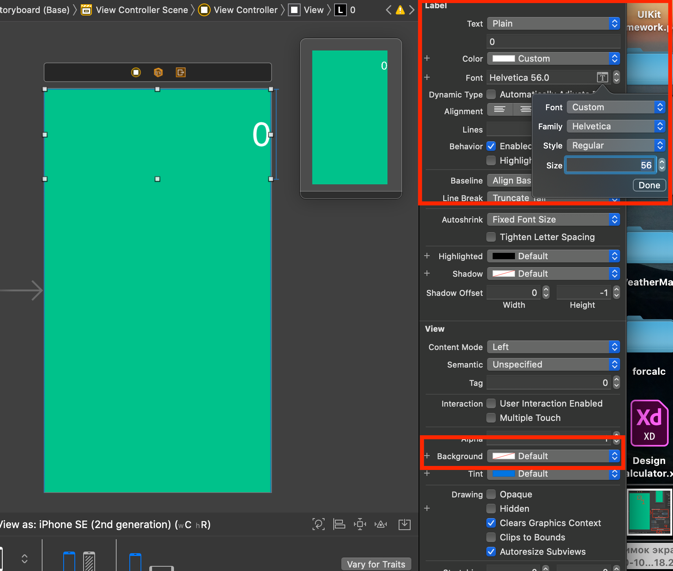 toryboard (Base) View Controller Scene View Controller View L 0
0
0
View as: iPhone SE (2nd generation) (wC hR)
Vary for Traits
Label
Text Plain
0
Color Custom
Font Helvetica 56.0
Dynamic Type Automatically Adjusts
Alignment
Lines
Behavior Enabled
Highligh
Baseline Align Bas
Line Break Truncate Tail
Font Custom
Family Helvetica
Style Regular
Size 56
Done
Autoshrink Fixed Font Size
Tighten Letter Spacing
Highlighted Default
Shadow Default
Shadow Offset 0 -1
Width Height
View
Content Mode Left
Semantic Unspecified
Tag 0
Interaction User Interaction Enabled
Multiple Touch
Alpha 1
Background Default
Tint Default
Drawing Opaque
Hidden
Clears Graphics Context
Clips to Bounds
Autoresize Subviews
UIKit
mework.p
eatherMa
forcalc
Xd
XD
Design
alculator.x
имок экра
0-10...18.2